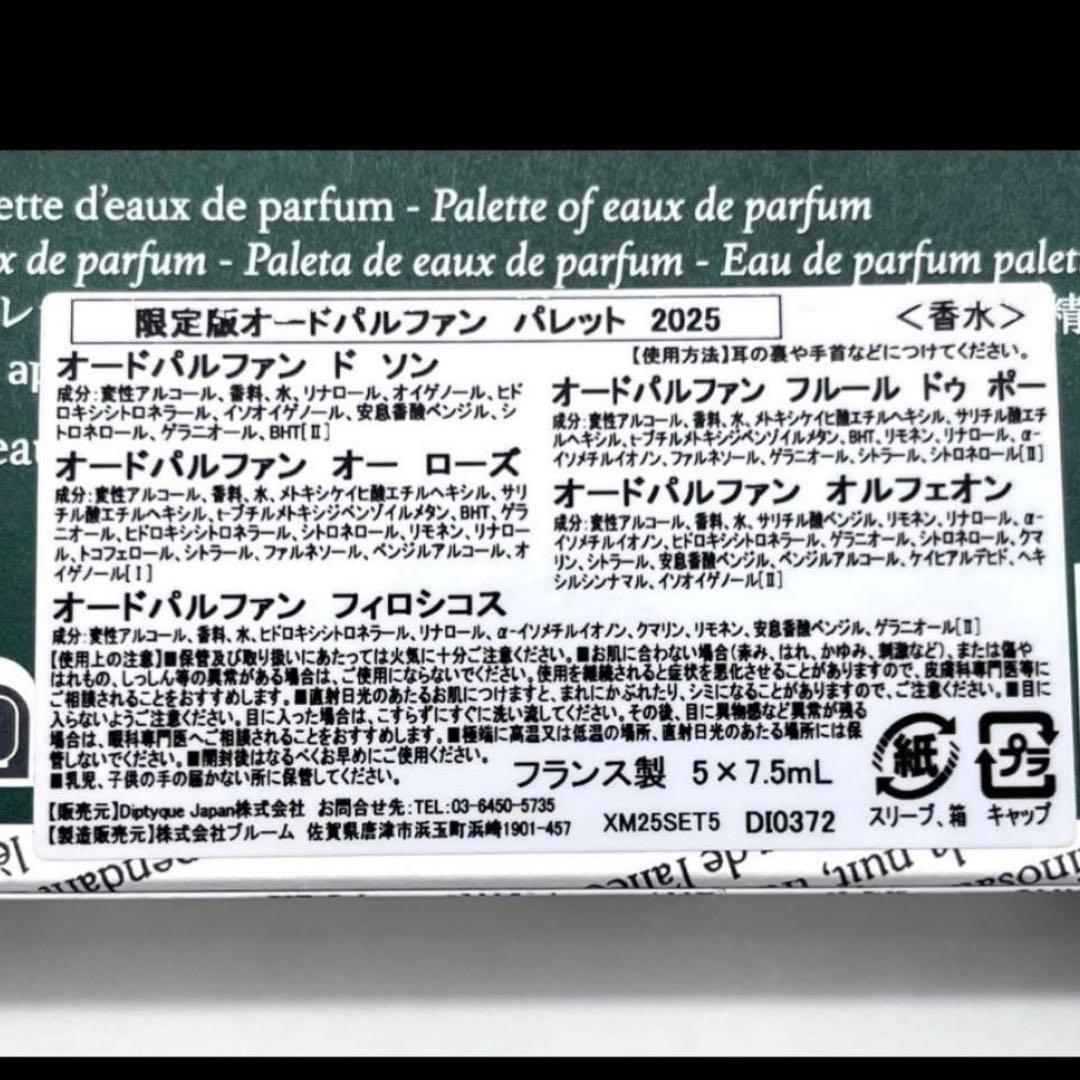 ette d'eaux de parfum - Palette of eaux de parfum
x de parfum - Paleta de eaux de parfum - Eau de parfum palet
レ
精
ap
ea
限定版オードパルファン パレット 2025
＜香水＞
【使用方法】耳の裏や手首などにつけてください。
オードパルファン ド ソン
成分:変性アルコール、香料、水、リナロール、オイゲノール、ヒド
ロキシシトロネラール、イソオイゲノール、安息香酸ベンジル、シ
トロネロール、ゲラニオール、BHT[Ⅱ]
オードパルファン オー ローズ
成分:変性アルコール、香料、水、メトキシケイヒ酸エチルヘキシル、サリ
チル酸エチルヘキシル、t-ブチルメトキシジベンゾイルメタン、BHT、ゲラ
ニオール、ヒドロキシシトロネラール、シトロネロール、リモネン、リナロー
ル、トコフェロール、シトラール、ファルネソール、ベンジルアルコール、オ
イゲノール[Ⅰ]
オードパルファン フルール ドゥ ポー
成分:変性アルコール、香料、水、メトキシケイヒ酸エチルヘキシル、サリチル酸エチ
ルヘキシル、t-ブチルメトキシジベンゾイルメタン、BHT、リモネン、リナロール、α-
イソメチルイオノン、ファルネソール、ゲラニオール、シトラール、シトロネロール[Ⅱ]
オードパルファン オルフェオン
成分:変性アルコール、香料、水、サリチル酸ベンジル、リモネン、リナロール、α-
イソメチルイオノン、ヒドロキシシトロネラール、ゲラニオール、シトロネロール、クマ
リン、シトラール、安息香酸ベンジル、ベンジルアルコール、ケイヒアルデヒド、ヘキ
シルシンナマル、イソオイゲノール[Ⅱ]
オードパルファン フィロシコス
成分:変性アルコール、香料、水、ヒドロキシシトロネラール、リナロール、α-イソメチルイオノン、クマリン、リモネン、安息香酸ベンジル、ゲラニオール[Ⅱ]
【使用上の注意】■保管及び取り扱いにあたっては火気に十分ご注意ください。■お肌に合わない場合(赤み、はれ、かゆみ、刺激など)、または傷や
はれもの、しっしん等の異常がある場合は、ご使用にならないでください。使用を継続されると症状を悪化させることがありますので、皮膚科専門医等に
ご相談されることをおすすめします。■直射日光のあたるお肌につけますと、まれにかぶれたり、シミになることがありますので、ご注意ください。■目に
入らないようご注意ください。目に入った場合は、こすらずにすぐに洗い流してください。その後、目に異物感など異常が残る
場合は、眼科専門医へご相談されることをおすすめします。■極端に高温又は低温の場所、直射日光のあたる場所には保
管しないでください。■開封後はなるべくお早めにご使用ください。
■乳児、子供の手の届かない所に保管してください。
フランス製 5×7.5mL
【販売元】Diptyque Japan株式会社 お問合せ先:TEL:03-6450-5735
【製造販売元】株式会社ブルーム 佐賀県唐津市浜玉町浜崎1901-457 XM25SET5 DI0372
紙
スリーブ、箱
プラ
キャップ
pendant
de l'an
la nuit,